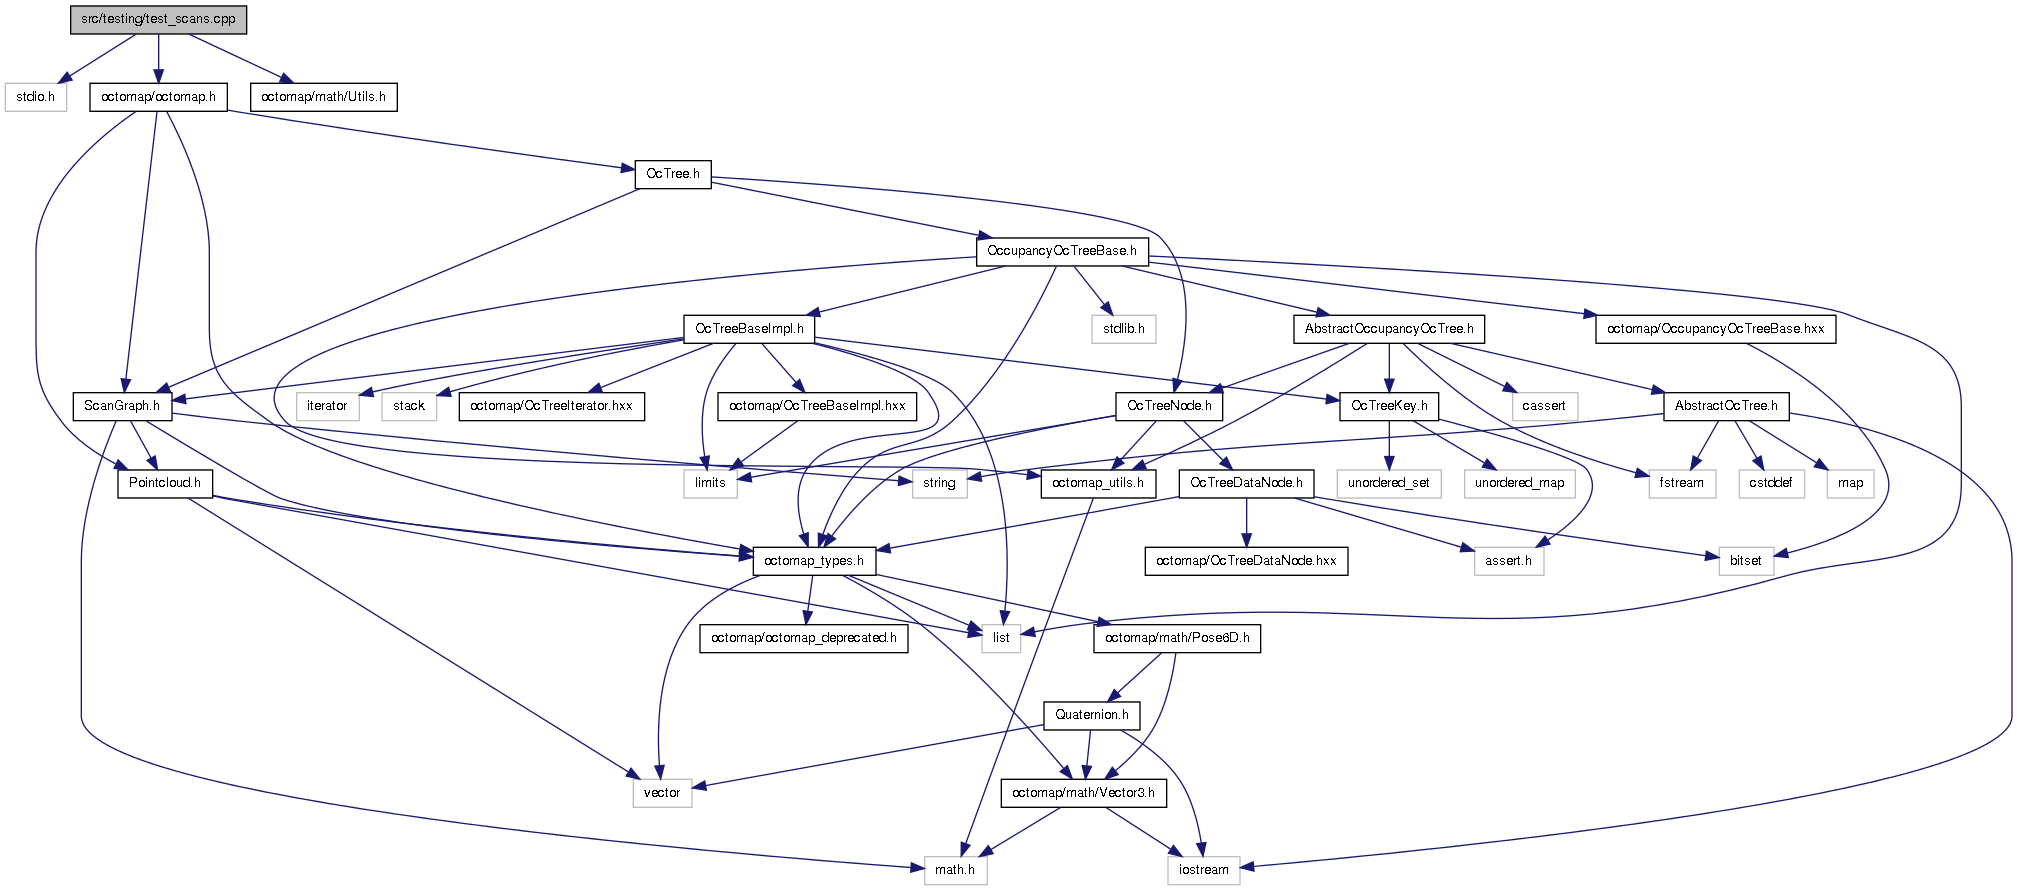 src/testing/test_scans.cpp
stdio.h
octomap/octomap.h
octomap/math/Utils.h
OcTree.h
OccupancyOcTreeBase.h
OcTreeBaseImpl.h
stdlib.h
AbstractOccupancyOcTree.h
octomap/OccupancyOcTreeBase.hxx
ScanGraph.h
iterator
stack
octomap/OcTreeIterator.hxx
octomap/OcTreeBaseImpl.hxx
OcTreeNode.h
OcTreeKey.h
cassert
AbstractOcTree.h
Pointcloud.h
limits
string
octomap_utils.h
OcTreeDataNode.h
unordered_set
unordered_map
fstream
cstddef
map
octomap_types.h
octomap/OcTreeDataNode.hxx
assert.h
bitset
octomap/octomap_deprecated.h
list
octomap/math/Pose6D.h
Quaternion.h
vector
octomap/math/Vector3.h
math.h
iostream